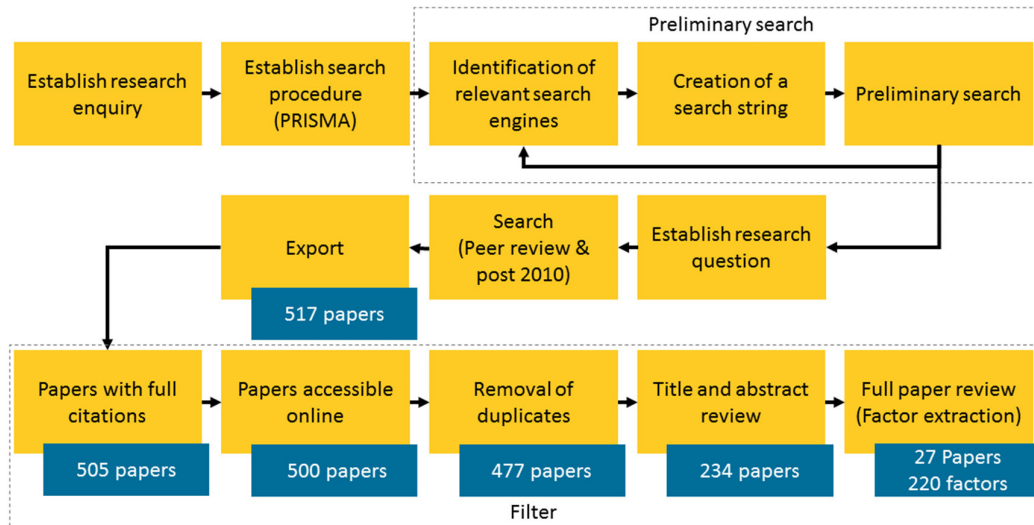 Preliminary search
Establish research
enquiry
Establish search
procedure
(PRISMA)
Identification of
relevant search
engines
Creation of a
search string
Preliminary search
Export
517 papers
Search
(Peer review &
post 2010)
Establish research
question
Papers with full
citations
505 papers
Papers accessible
online
500 papers
Removal of
duplicates
477 papers
Title and abstract
review
234 papers
Full paper review
(Factor extraction)
27 Papers
220 factors
Filter